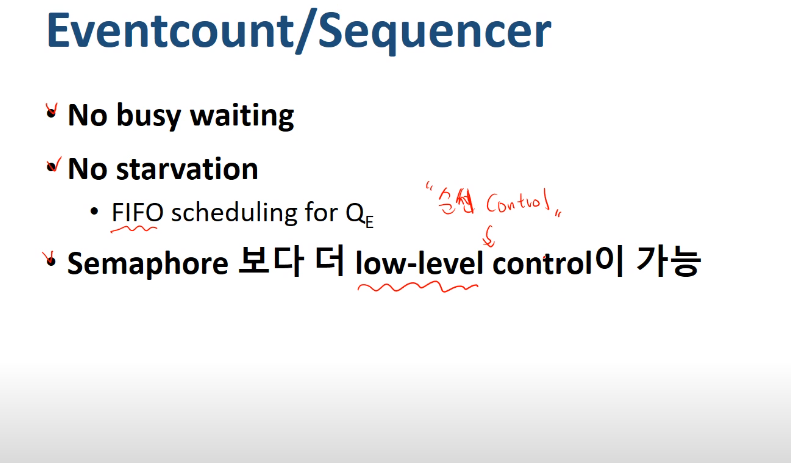 Eventcount/Sequencer
• No busy waiting
• No starvation
• FIFO scheduling for QE
"순서 Control"
• Semaphore 보다 더 low-level control이 가능